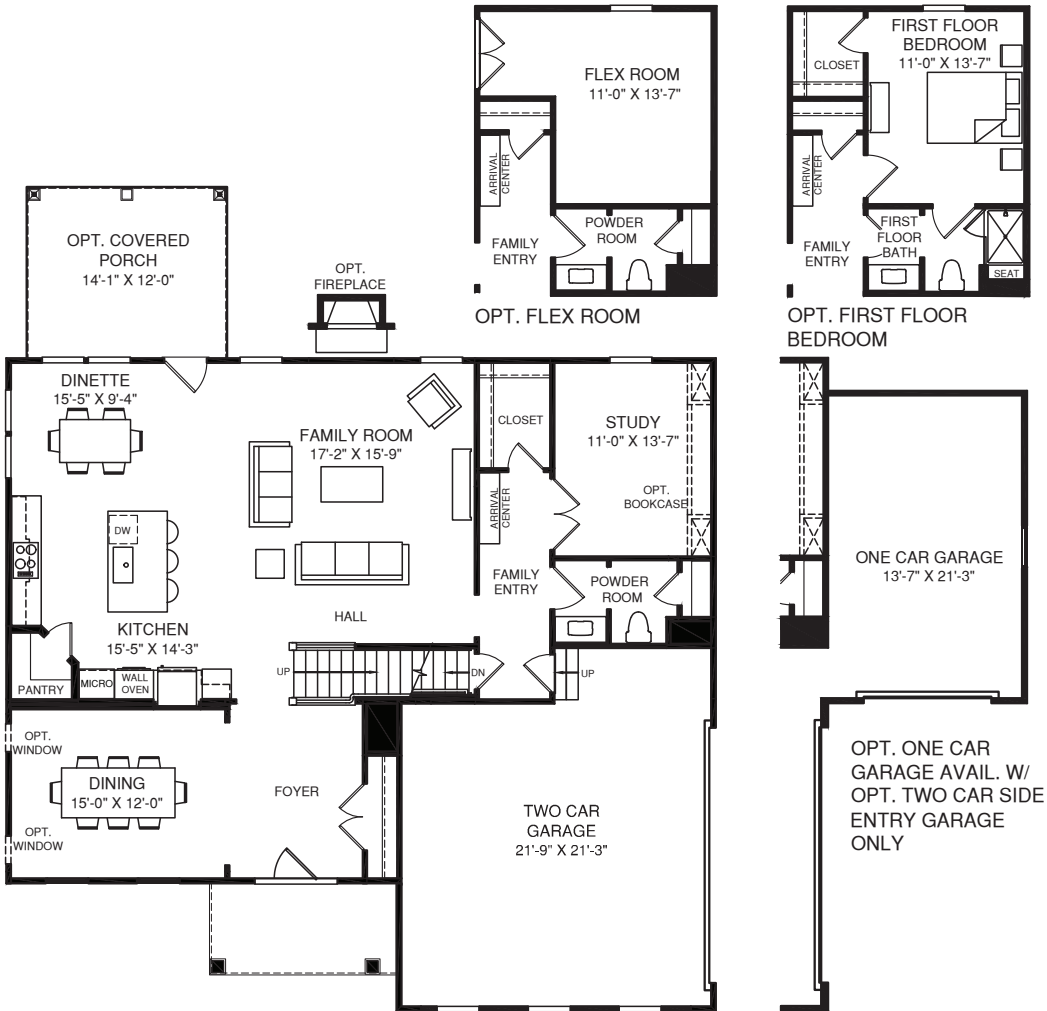 FLEX ROOM
11'-0" X 13'-7"
ARRIVAL
CENTER
POWDER
ROOM
FAMILY
ENTRY
OPT. FLEX ROOM
FIRST FLOOR
BEDROOM
11'-0" X 13'-7"
CLOSET
ARRIVAL
CENTER
FIRST
FLOOR
BATH
FAMILY
ENTRY
SEAT
OPT. FIRST FLOOR
BEDROOM
OPT. COVERED
PORCH
14'-1" X 12'-0"
OPT.
FIREPLACE
DINETTE
15'-5" X 9'-4"
FAMILY ROOM
17'-2" X 15'-9"
CLOSET
STUDY
11'-0" X 13'-7"
OPT.
BOOKCASE
ARRIVAL
CENTER
DW
FAMILY
ENTRY
POWDER
ROOM
HALL
KITCHEN
15'-5" X 14'-3"
PANTRY
MICRO
WALL
OVEN
UP
DN
UP
OPT.
WINDOW
DINING
15'-0" X 12'-0"
OPT.
WINDOW
FOYER
TWO CAR
GARAGE
21'-9" X 21'-3"
ONE CAR GARAGE
13'-7" X 21'-3"
OPT. ONE CAR
GARAGE AVAIL. W/
OPT. TWO CAR SIDE
ENTRY GARAGE
ONLY